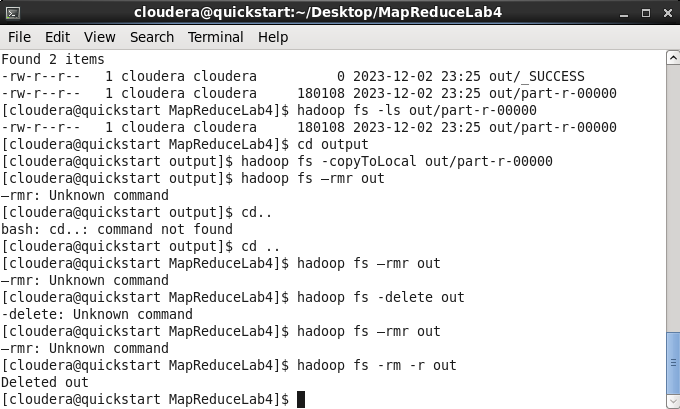 cloudera@quickstart:~/Desktop/MapReduceLab4
File Edit View Search Terminal Help
Found 2 items
-rw-r--r--   1 cloudera cloudera          0 2023-12-02 23:25 out/_SUCCESS
-rw-r--r--   1 cloudera cloudera     180108 2023-12-02 23:25 out/part-r-00000
[cloudera@quickstart MapReduceLab4]$ hadoop fs -ls out/part-r-00000
-rw-r--r--   1 cloudera cloudera     180108 2023-12-02 23:25 out/part-r-00000
[cloudera@quickstart MapReduceLab4]$ cd output
[cloudera@quickstart output]$ hadoop fs -copyToLocal out/part-r-00000
[cloudera@quickstart output]$ hadoop fs –rmr out
–rmr: Unknown command
[cloudera@quickstart output]$ cd..
bash: cd..: command not found
[cloudera@quickstart output]$ cd ..
[cloudera@quickstart MapReduceLab4]$ hadoop fs –rmr out
–rmr: Unknown command
[cloudera@quickstart MapReduceLab4]$ hadoop fs -delete out
-delete: Unknown command
[cloudera@quickstart MapReduceLab4]$ hadoop fs –rmr out
–rmr: Unknown command
[cloudera@quickstart MapReduceLab4]$ hadoop fs -rm -r out
Deleted out
[cloudera@quickstart MapReduceLab4]$